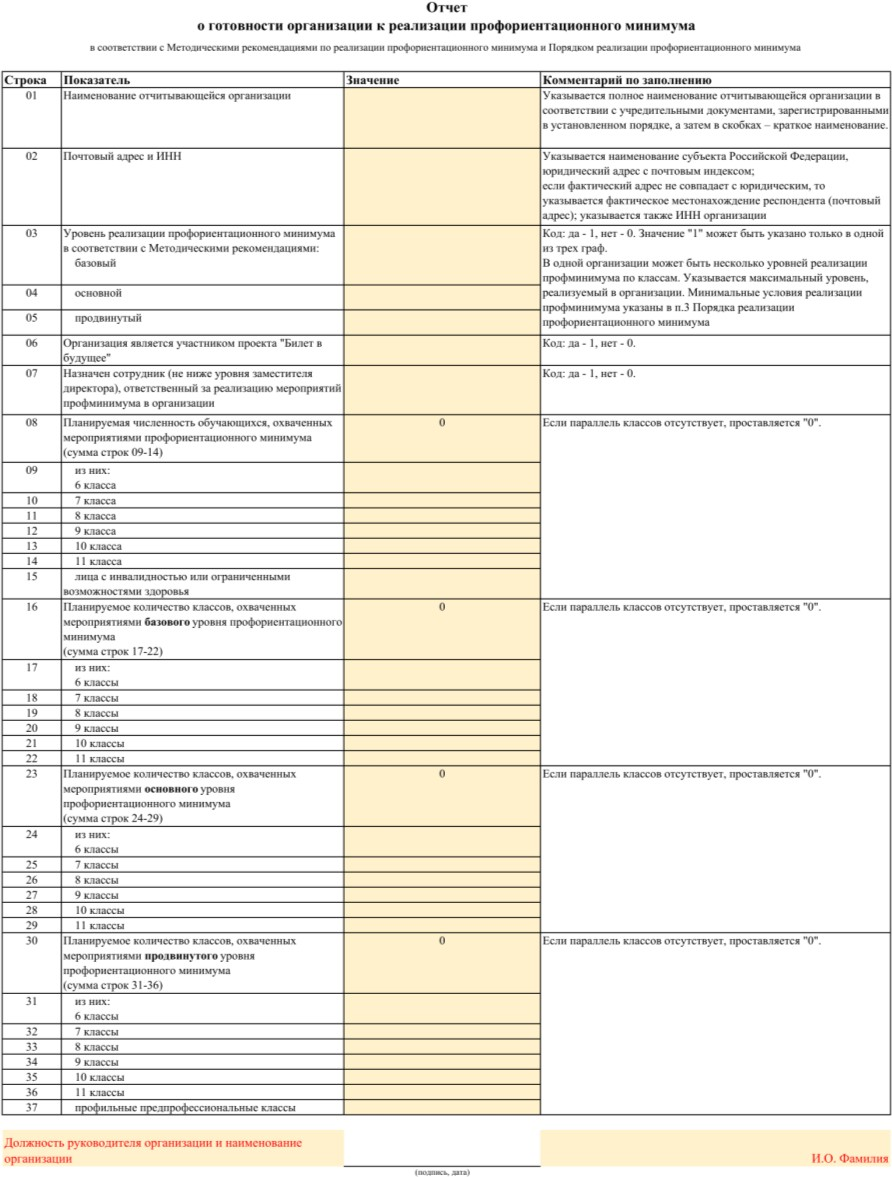 Отчет
о готовности организации к реализации профориентационного минимума
в соответствии с Методическими рекомендациями по реализации профориентационного минимума и Порядком реализации профориентационного минимума
Строка Показатель Значение Комментарий по заполнению
01 Наименование отчитывающейся организации Указывается полное наименование отчитывающейся организации в
соответствии с учредительными документами, зарегистрированными
в установленном порядке, а затем в скобках – краткое наименование.
02 Почтовый адрес и ИНН Указывается наименование субъекта Российской Федерации,
юридический адрес с почтовым индексом;
если фактический адрес не совпадает с юридическим, то
указывается фактическое местонахождение респондента (почтовый
адрес); указывается также ИНН организации
03 Уровень реализации профориентационного минимума Код: да - 1, нет - 0. Значение "1" может быть указано только в одной
в соответствии с Методическими рекомендациями: из трех граф.
базовый В одной организации может быть несколько уровней реализации
профминимума по классам. Указывается максимальный уровень,
04 основной реализуемый в организации. Минимальные условия реализации
профминимума указаны в п.3 Порядка реализации
05 продвинутый профориентационного минимума
06 Организация является участником проекта "Билет в Код: да - 1, нет - 0.
будущее"
07 Назначен сотрудник (не ниже уровня заместителя Код: да - 1, нет - 0.
директора), ответственный за реализацию мероприятий
профминимума в организации
08 Планируемая численность обучающихся, охваченных 0 Если параллель классов отсутствует, проставляется "0".
мероприятиями профориентационного минимума
(сумма строк 09-14)
09 из них:
6 класса
10 7 класса
11 8 класса
12 9 класса
13 10 класса
14 11 класса
15 лица с инвалидностью или ограниченными
возможностями здоровья
16 Планируемое количество классов, охваченных 0 Если параллель классов отсутствует, проставляется "0".
мероприятиями базового уровня профориентационного
минимума
(сумма строк 17-22)
17 из них:
6 классы
18 7 классы
19 8 классы
20 9 классы
21 10 классы
22 11 классы
23 Планируемое количество классов, охваченных 0 Если параллель классов отсутствует, проставляется "0".
мероприятиями основного уровня
профориентационного минимума
(сумма строк 24-29)
24 из них:
6 классы
25 7 классы
26 8 классы
27 9 классы
28 10 классы
29 11 классы
30 Планируемое количество классов, охваченных 0 Если параллель классов отсутствует, проставляется "0".
мероприятиями продвинутого уровня
профориентационного минимума
(сумма строк 31-36)
31 из них:
6 классы
32 7 классы
33 8 классы
34 9 классы
35 10 классы
36 11 классы
37 профильные предпрофессиональные классы
Должность руководителя организации и наименование
организации И.О. Фамилия
(подпись, дата)